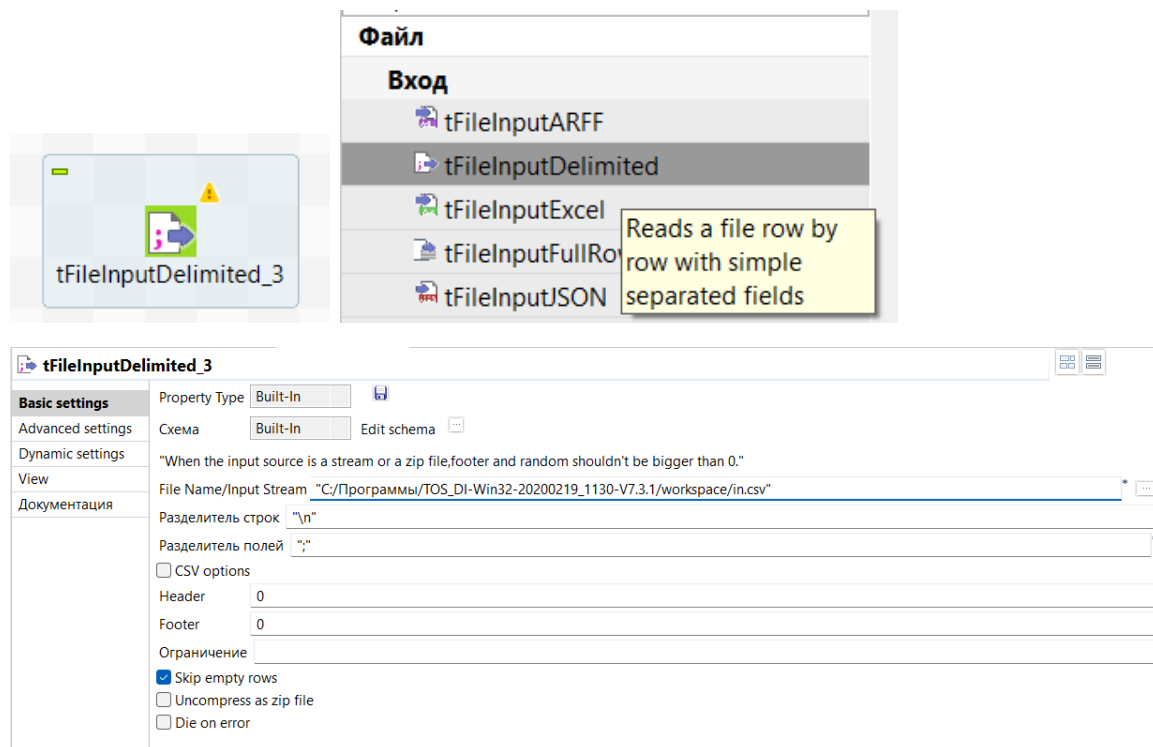 Файл
Вход
tFileInputARFF
tFileInputDelimited
tFileInputExcel
tFileInputFullRo
tFileInputJSON
Reads a file row by
row with simple
separated fields
tFileInputDelimited_3
tFileInputDelimited_3
Basic settings
Advanced settings
Dynamic settings
View
Документация
Property Type Built-In
Схема Built-In Edit schema ...
"When the input source is a stream or a zip file,footer and random shouldn't be bigger than 0."
File Name/Input Stream "C:/Программы/TOS_DI-Win32-20200219_1130-V7.3.1/workspace/in.csv" * ...
Разделитель строк "\n"
Разделитель полей ";"
CSV options
Header 0
Footer 0
Ограничение
Skip empty rows
Uncompress as zip file
Die on error